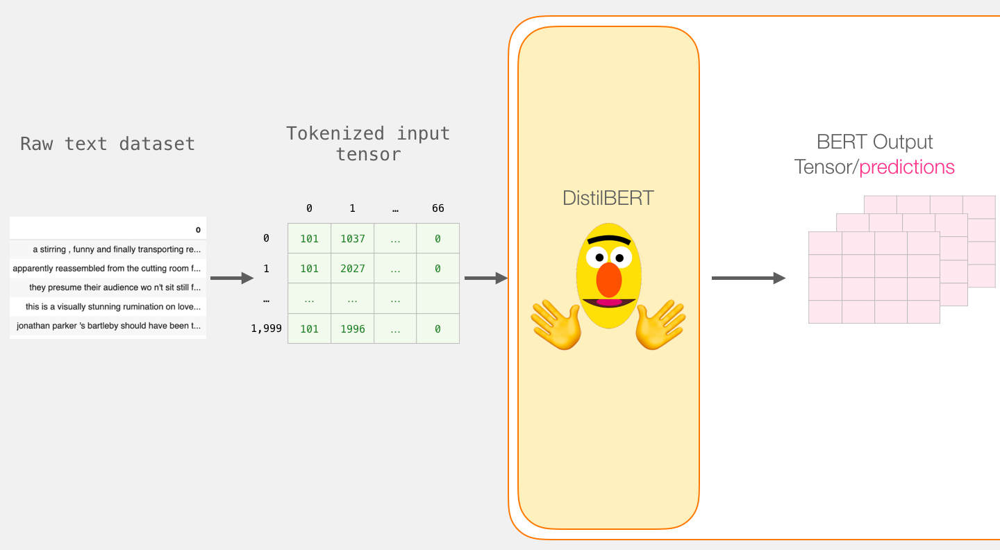 Raw text dataset
0
a stirring , funny and finally transporting re...
apparently reassembled from the cutting room f...
they presume their audience wo n't sit still f...
this is a visually stunning rumination on love...
jonathan parker 's bartleby should have been t...
Tokenized input
tensor
0 1 … 66
0 101 1037 … 0
1 101 2027 … 0
… … … …
1,999 101 1996 … 0
DistilBERT
BERT Output
Tensor/predictions